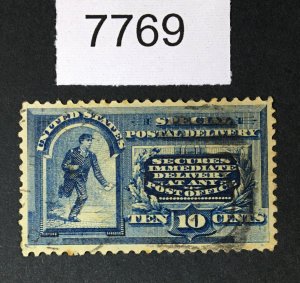 7769
UNITED STATES
SPECIAL
POSTAL DELIVERY
SECURES
IMMEDIATE
DELIVERY
AT ANY
POST OFFICE
TEN 10 CENTS